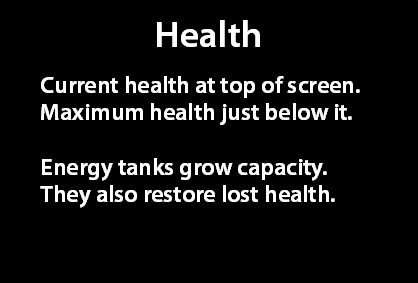 Health
Current health at top of screen.
Maximum health just below it.
Energy tanks grow capacity.
They also restore lost health.